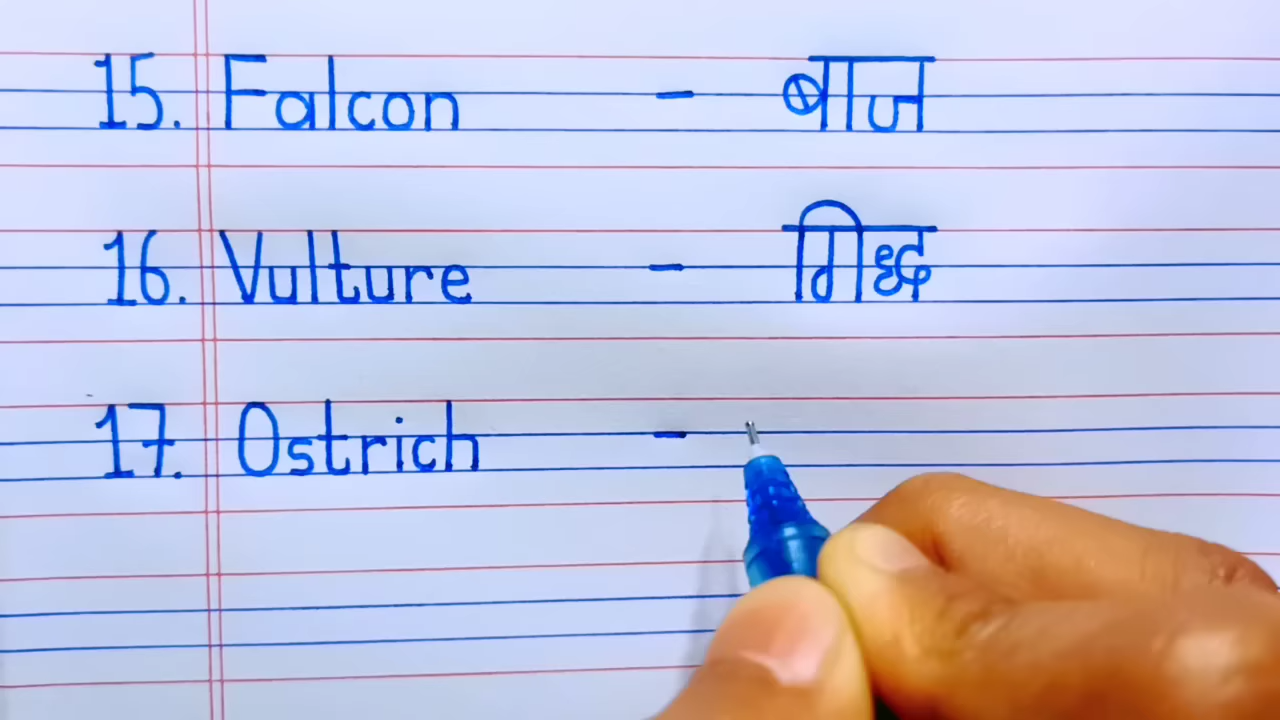 15. Falcon - बाज
16. Vulture - गिद्द
17. Ostrich -